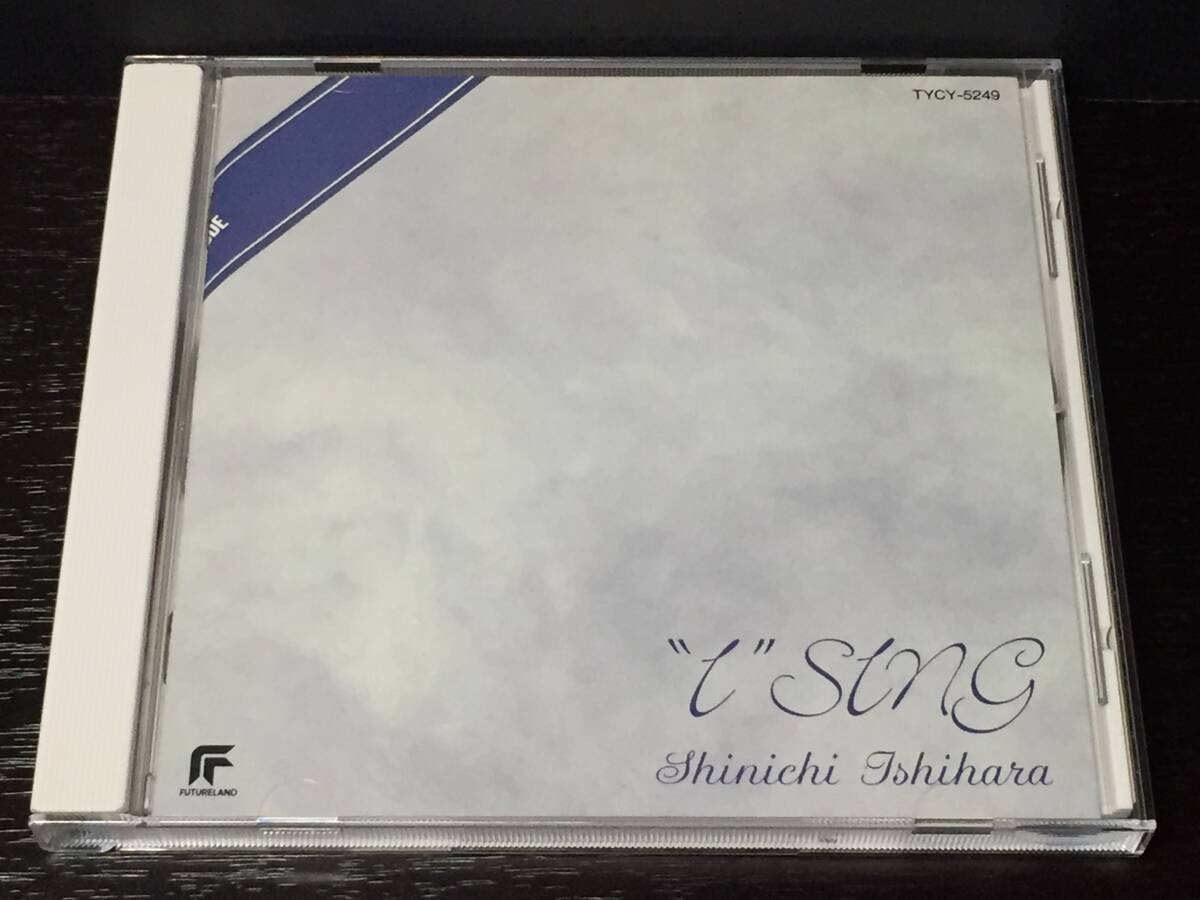 TYCY-5249
"I" SING
Shinichi Ishihara
FUTURELAND